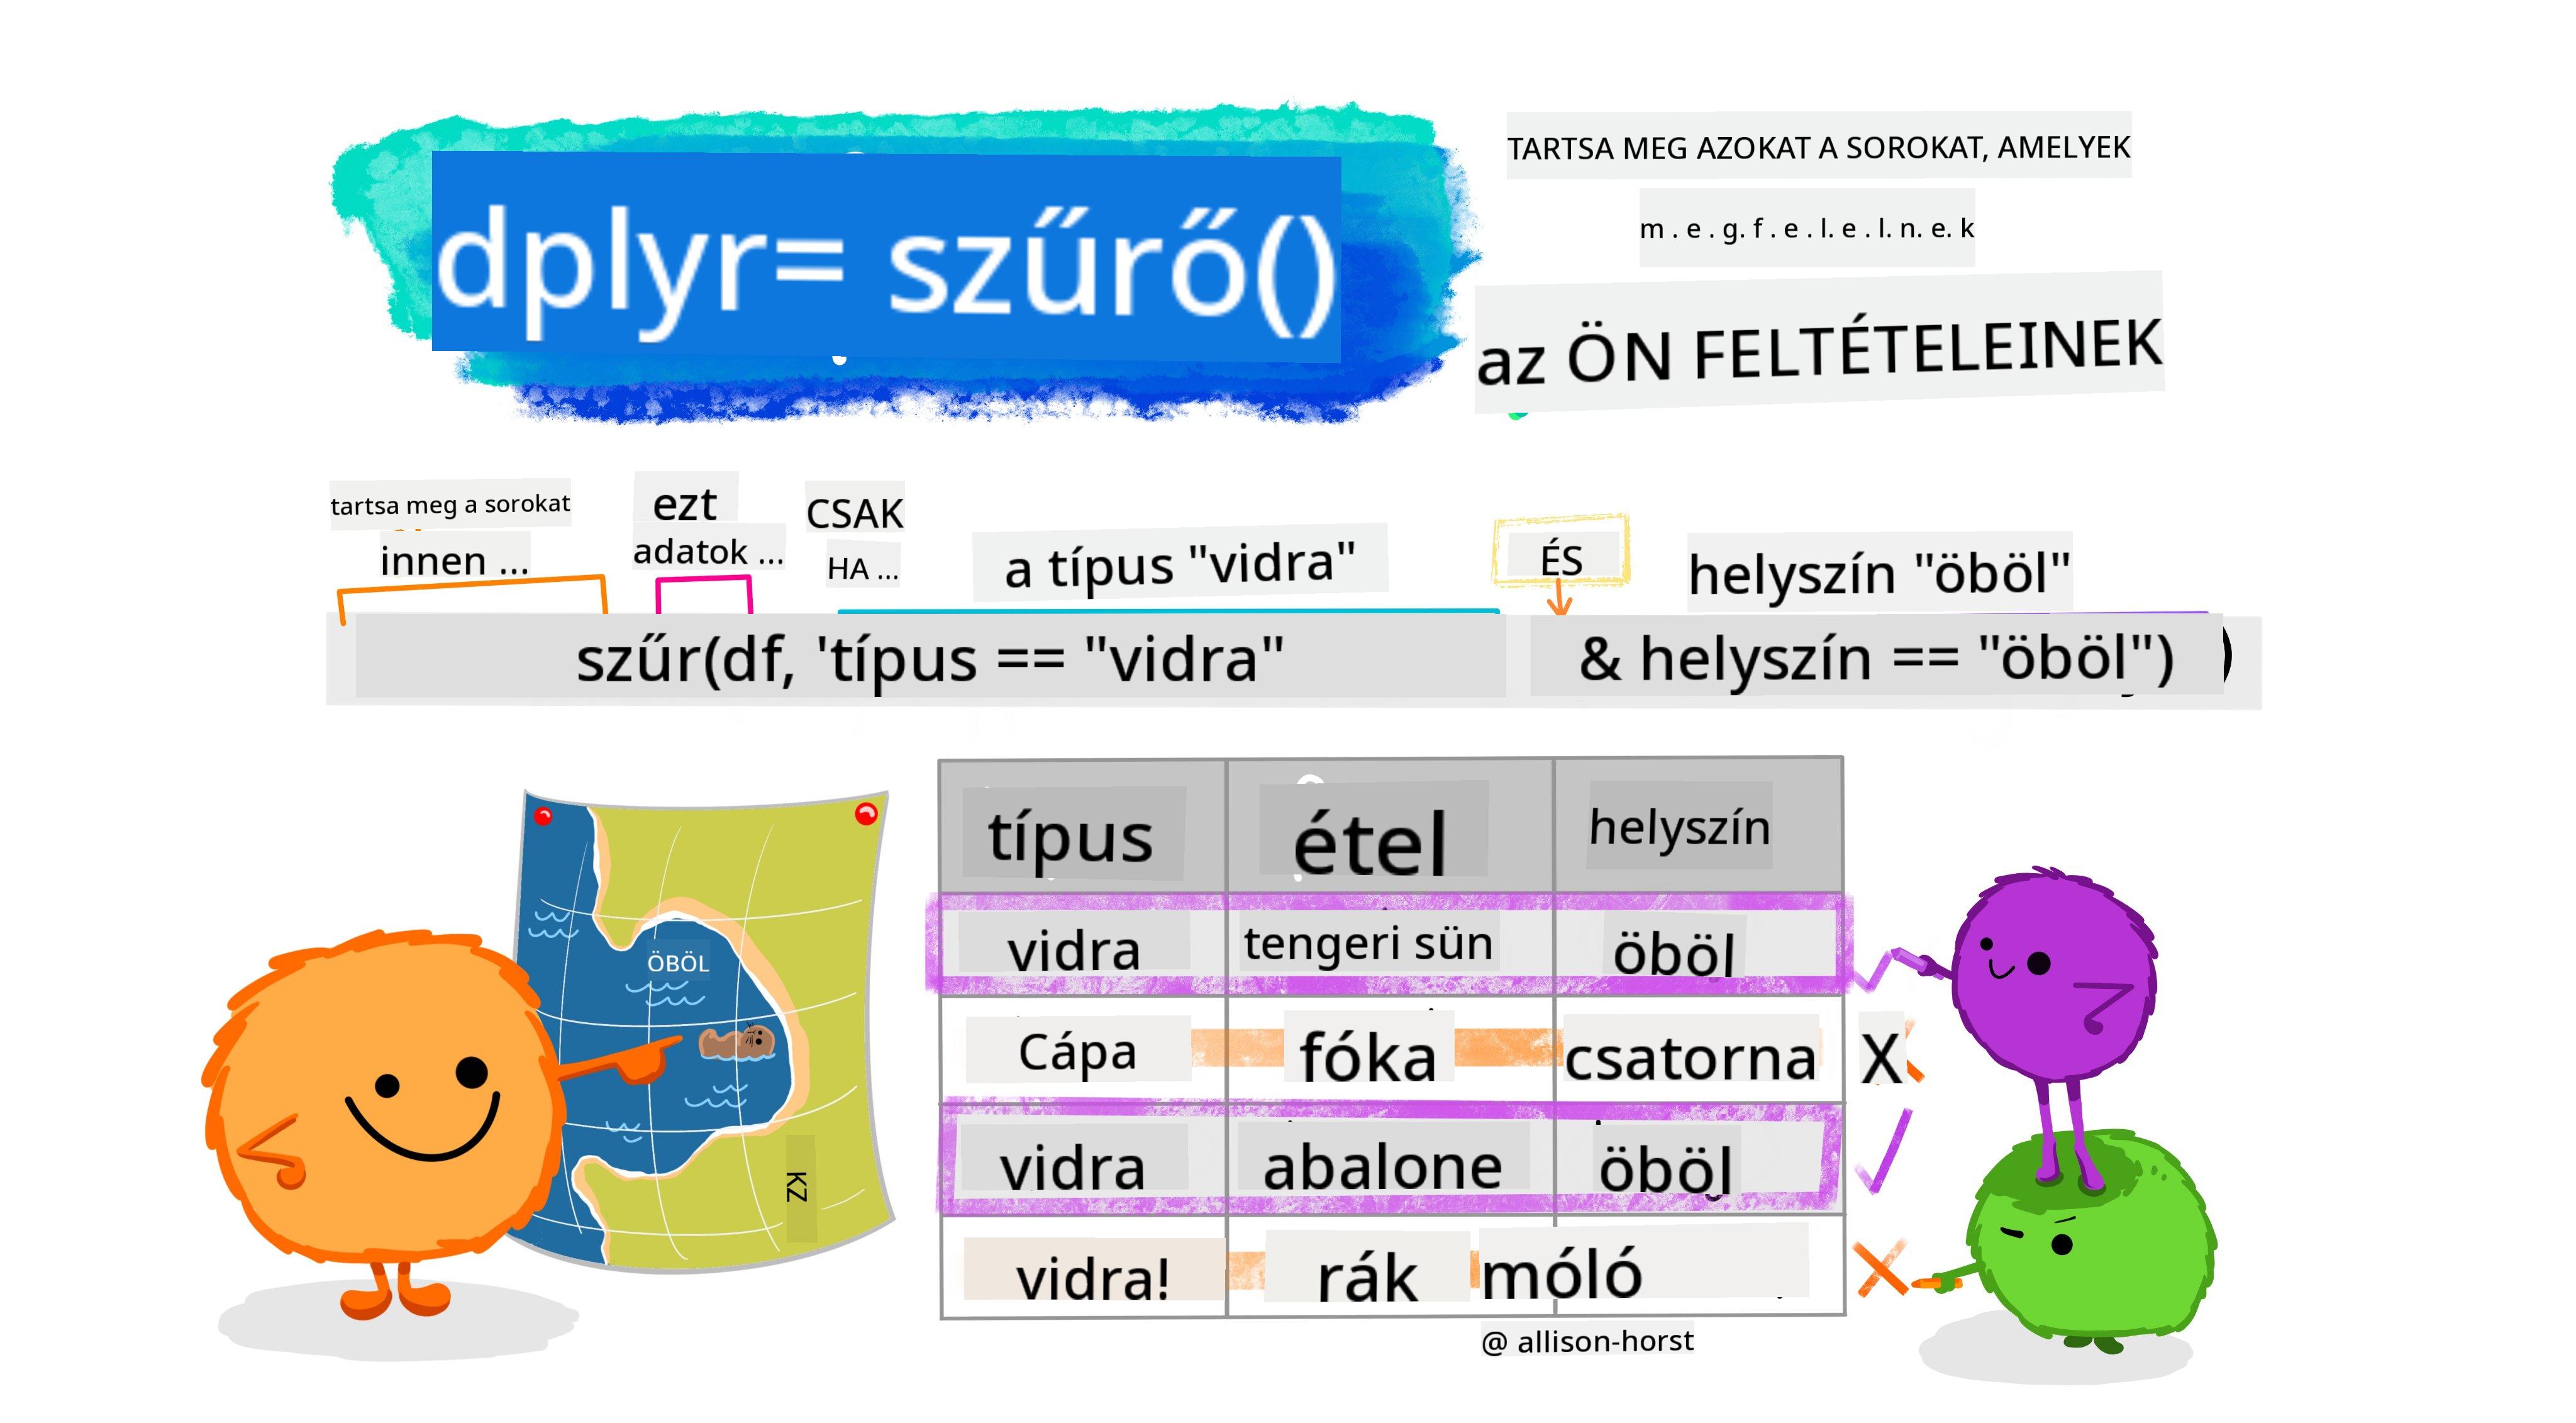 dplyr= szűrő()
TARTSA MEG AZOKAT A SOROKAT, AMELYEK
m . e . g. f . e . l. e . l. n. e. k
az ÖN FELTÉTELEINEK
tartsa meg a sorokat
innen ...
ezt
adatok ...
CSAK
HA ...
a típus "vidra"
ÉS
helyszín "öböl"
szűr(df, 'típus == "vidra" & helyszín == "öböl")
típus étel helyszín
vidra tengeri sün öböl
Cápa fóka csatorna X
vidra abalone öböl
vidra! rák móló
ÖBÖL
KZ
@ allison-horst